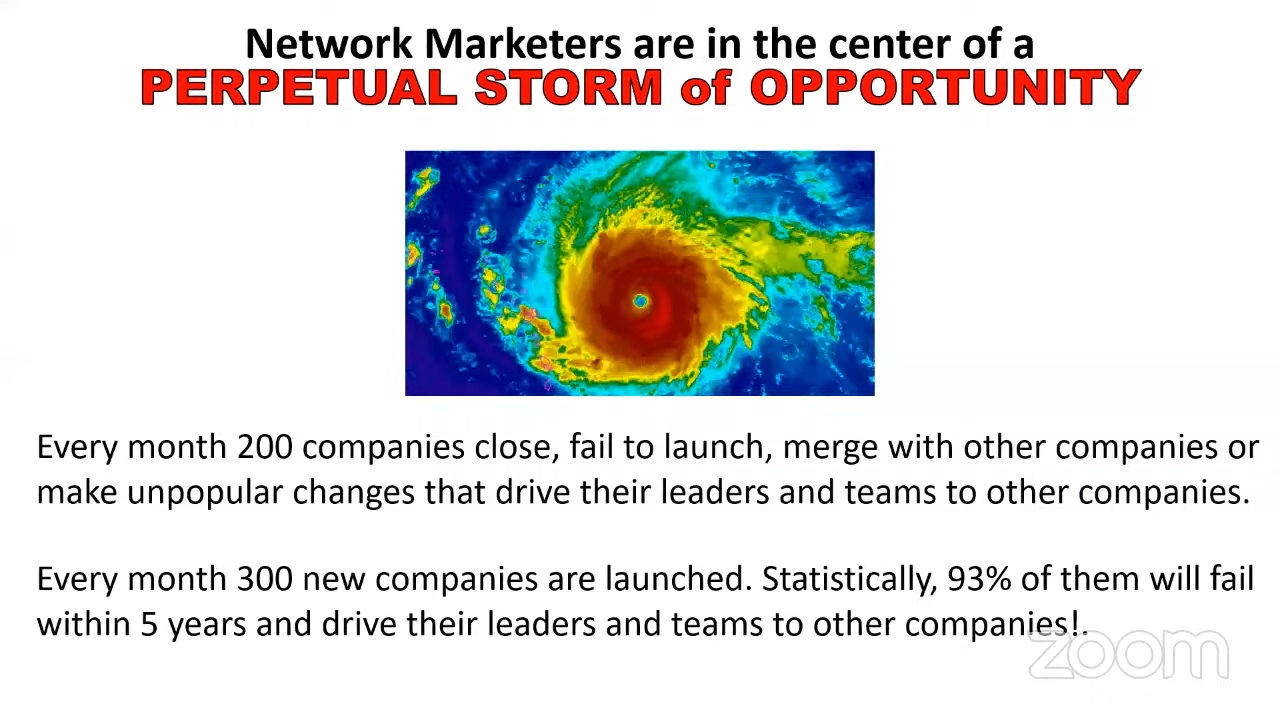 Network Marketers are in the center of a
PERPETUAL STORM of OPPORTUNITY
Every month 200 companies close, fail to launch, merge with other companies or
make unpopular changes that drive their leaders and teams to other companies.
Every month 300 new companies are launched. Statistically, 93% of them will fail
within 5 years and drive their leaders and teams to other companies!.
zoom